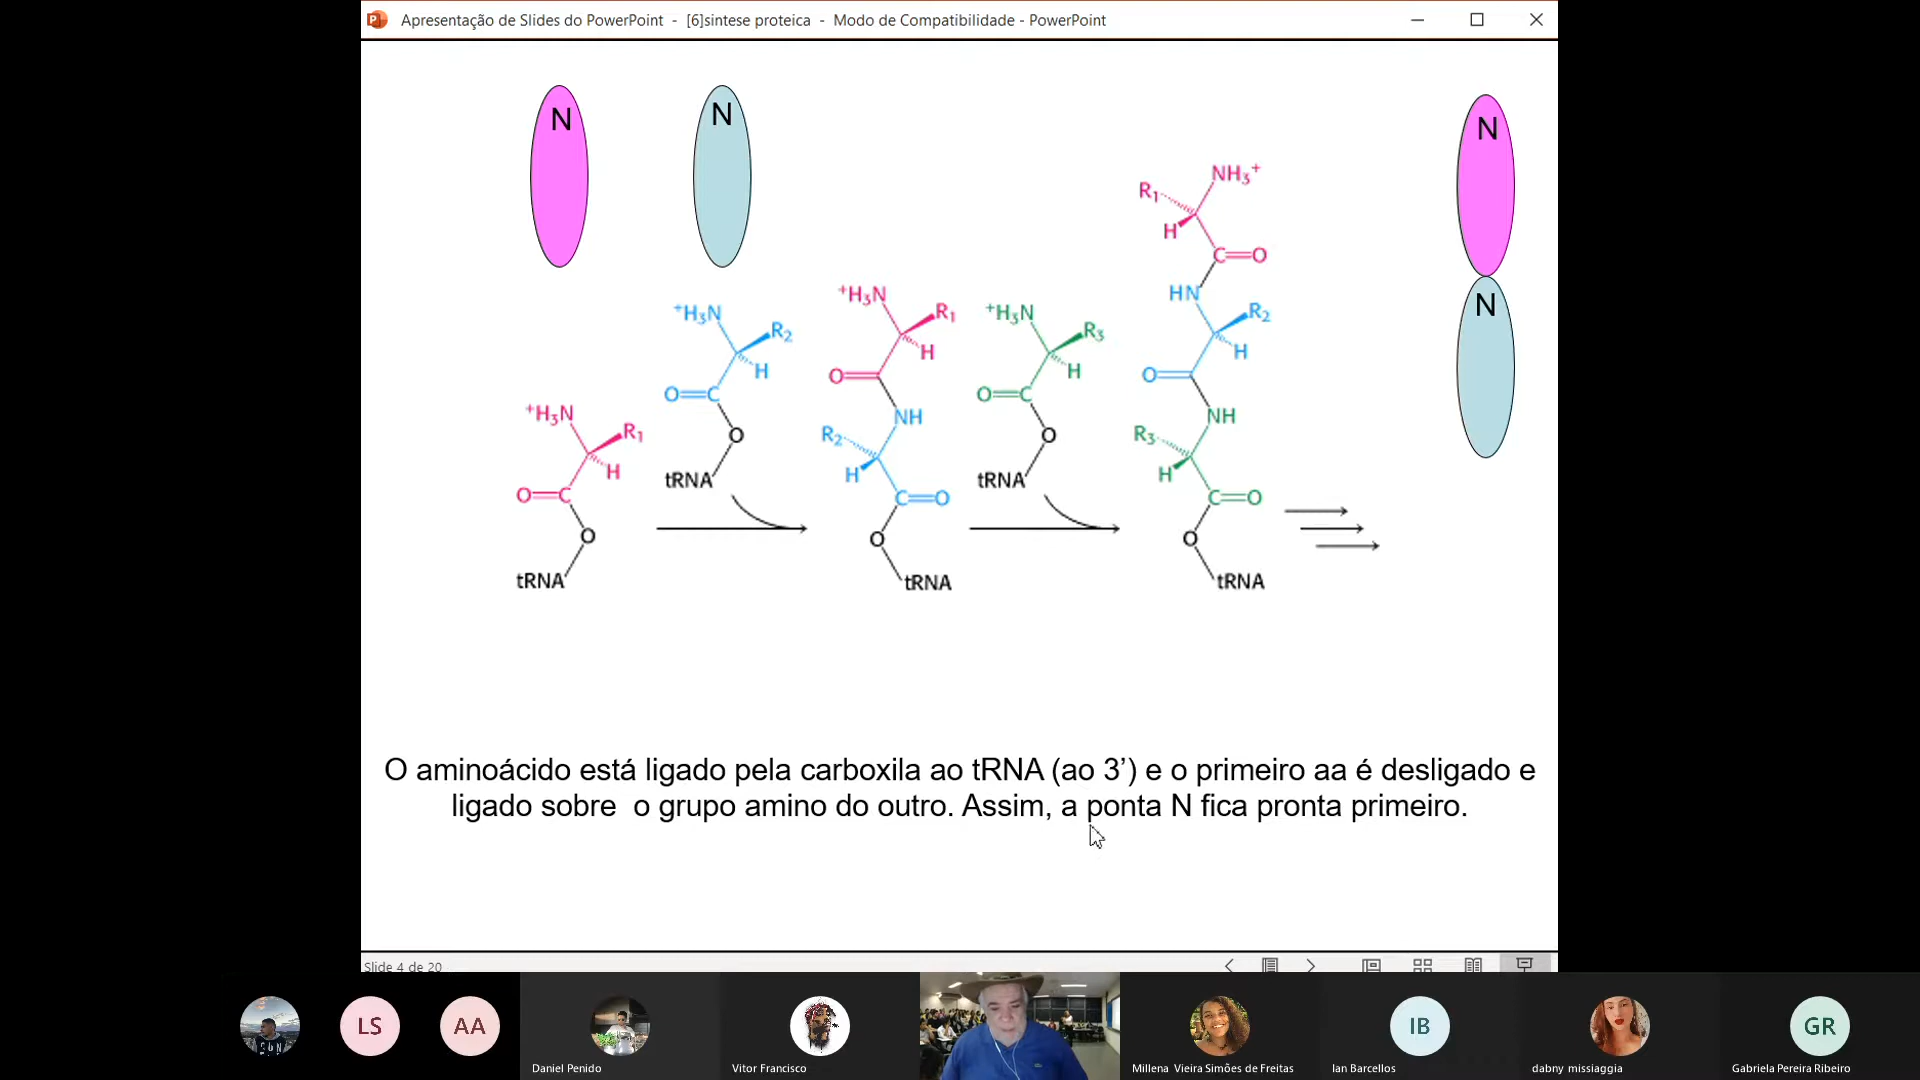 Apresentação de Slides do PowerPoint - [6]sintese proteica - Modo de Compatibilidade - PowerPoint
N
N
N
N
+H3N
R1
H
O
C
O
tRNA
+H3N
R2
H
O
C
O
tRNA
+H3N
R1
H
O
NH
R2
H
C
O
O
tRNA
+H3N
R3
H
O
C
O
tRNA
NH3+
R1
H
C
O
HN
R2
H
O
NH
R3
H
C
O
O
tRNA
O aminoácido está ligado pela carboxila ao tRNA (ao 3’) e o primeiro aa é desligado e
ligado sobre o grupo amino do outro. Assim, a ponta N fica pronta primeiro.
Slide 4 de 20
LS
AA
IB
GR
Daniel Penido
Vitor Francisco
Millena Vieira Simões de Freitas
Ian Barcellos
dabny missiaggia
Gabriela Pereira Ribeiro